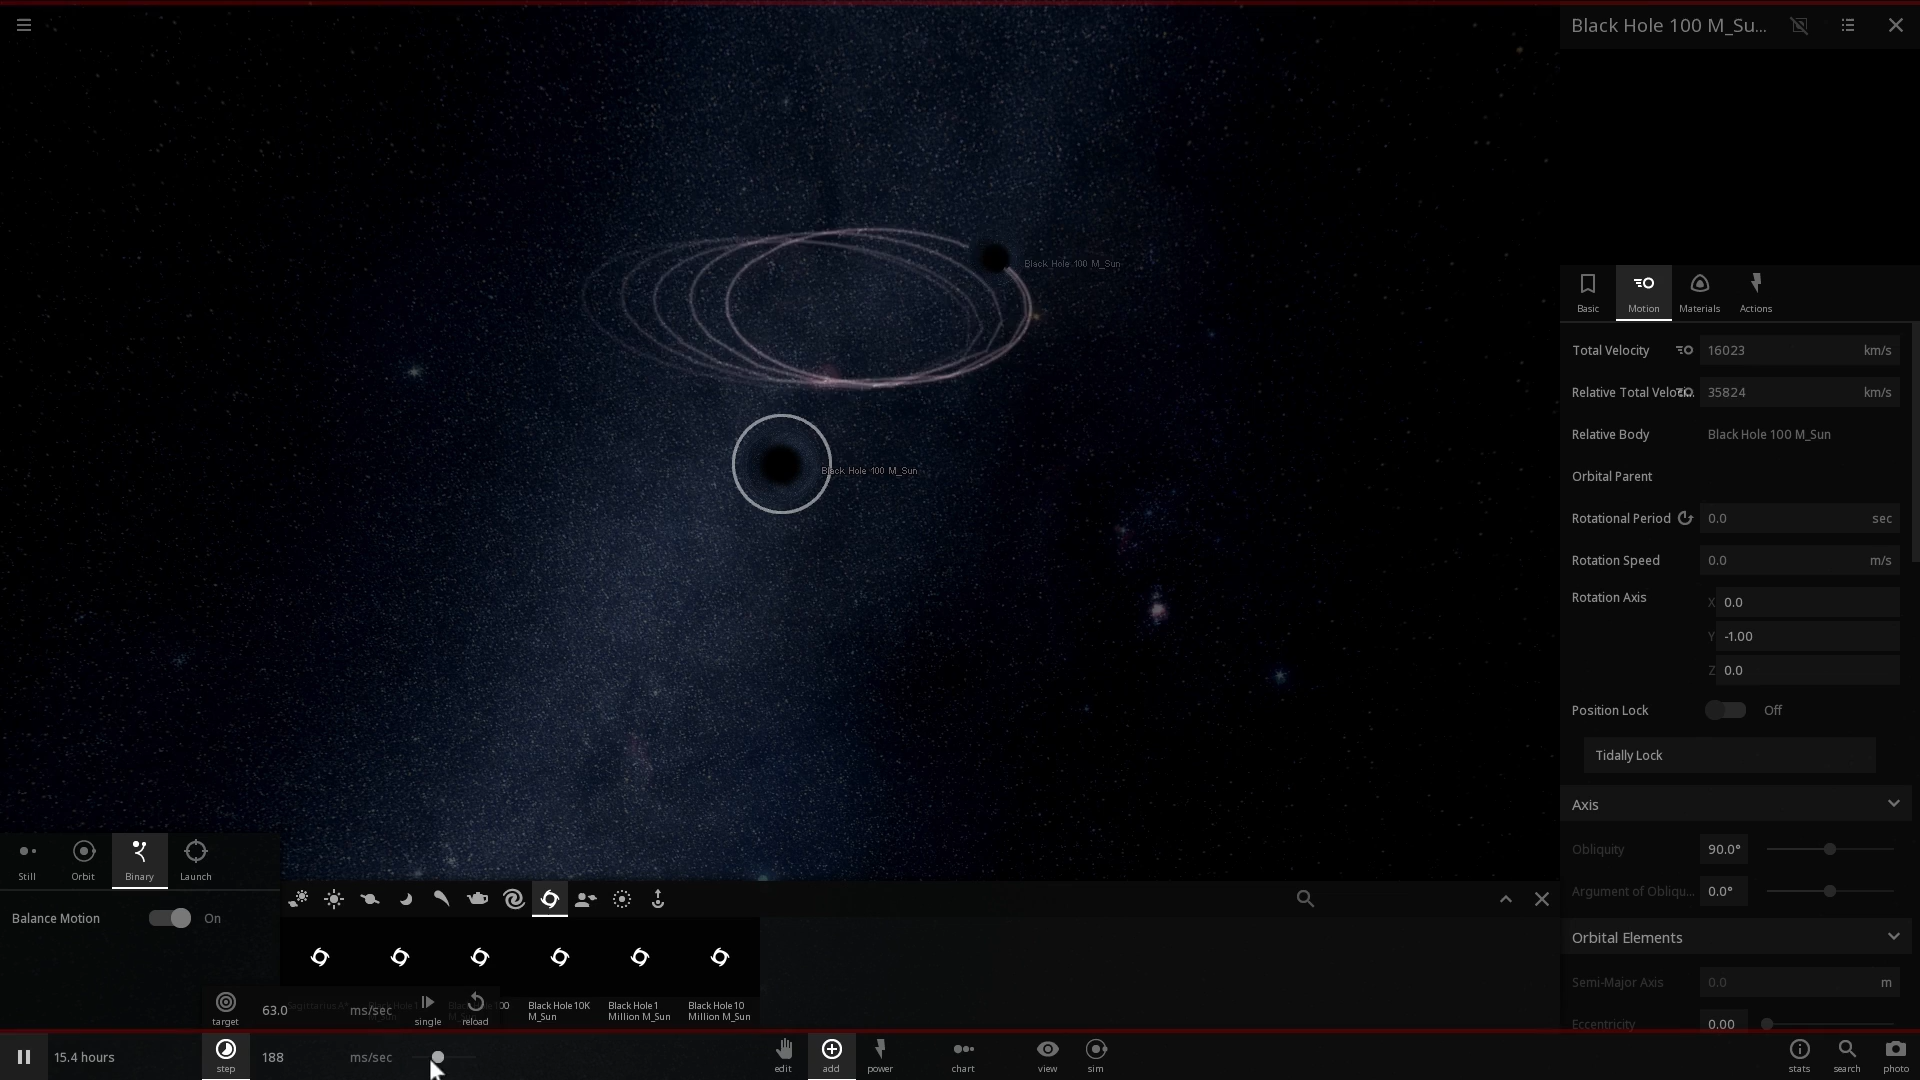 Black Hole 100 M_Su...
Black Hole 100 M_Sun
Black Hole 100 M_Sun
Basic
Motion
Materials
Actions
Total Velocity
16023
km/s
Relative Total Veloci...
35824
km/s
Relative Body
Black Hole 100 M_Sun
Orbital Parent
Rotational Period
0.0
sec
Rotation Speed
0.0
m/s
Rotation Axis
X
0.0
Y
-1.00
Z
0.0
Position Lock
Off
Tidally Lock
Axis
Obliquity
90.0°
Argument of Obliqu...
0.0°
Orbital Elements
Semi-Major Axis
0.0
m
Eccentricity
0.00
Still
Orbit
Binary
Launch
Balance Motion
On
Sagittarius A*
Black Hole 10K
M_Sun
Black Hole 1
Million M_Sun
Black Hole 10
Million M_Sun
target
63.0
ms/sec
single
reload
15.4 hours
step
188
ms/sec
edit
add
power
chart
view
sim
stats
search
photo